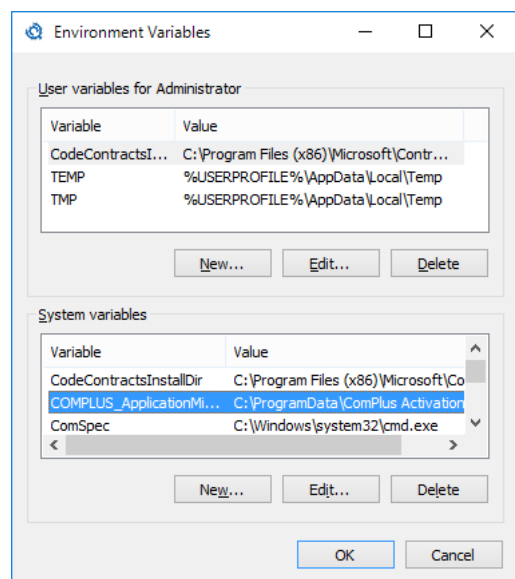 Environment Variables
User variables for Administrator
Variable Value
CodeContractsI... C:\Program Files (x86)\Microsoft\Contr...
TEMP %USERPROFILE%\AppData\Local\Temp
TMP %USERPROFILE%\AppData\Local\Temp
New... Edit... Delete
System variables
Variable Value
CodeContractsInstallDir C:\Program Files (x86)\Microsoft\Co
COMPLUS_ApplicationMi... C:\ProgramData\ComPlus Activation
ComSpec C:\Windows\system32\cmd.exe
New... Edit... Delete
OK Cancel